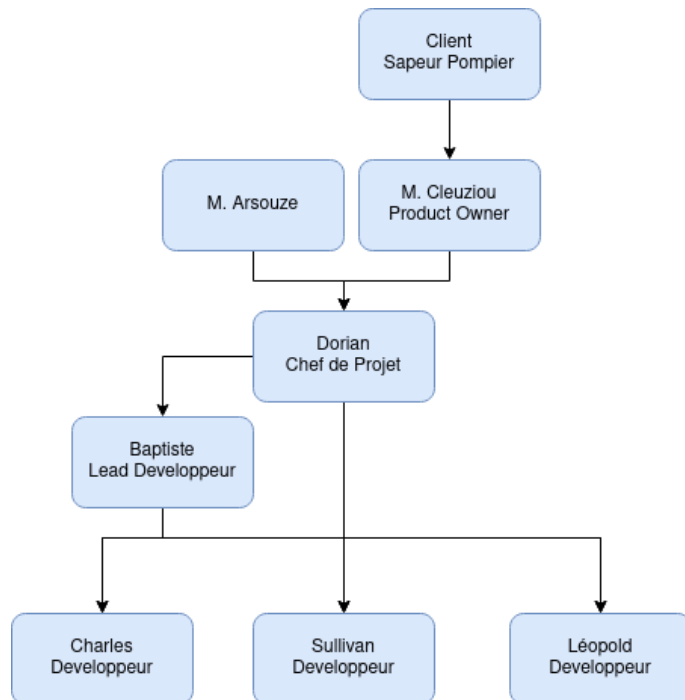 Client
Sapeur Pompier
M. Arsouze
M. Cleuziou
Product Owner
Dorian
Chef de Projet
Baptiste
Lead Developpeur
Charles
Developpeur
Sullivan
Developpeur
Léopold
Developpeur